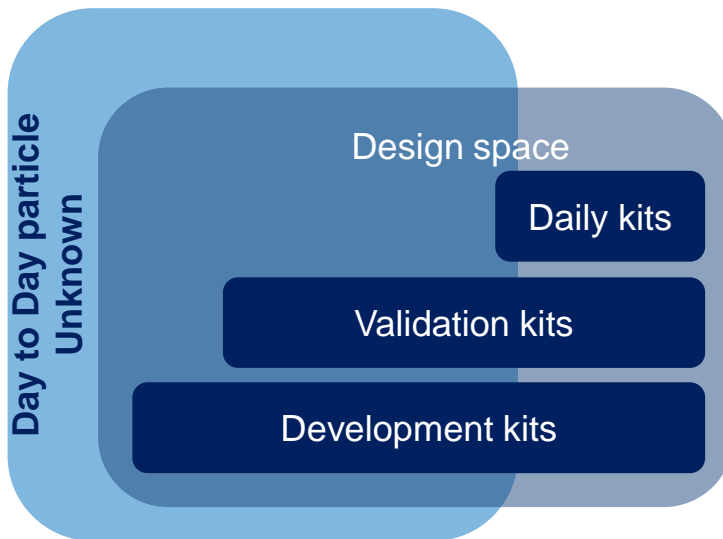 Day to Day particle
Unknown
Design space
Daily kits
Validation kits
Development kits